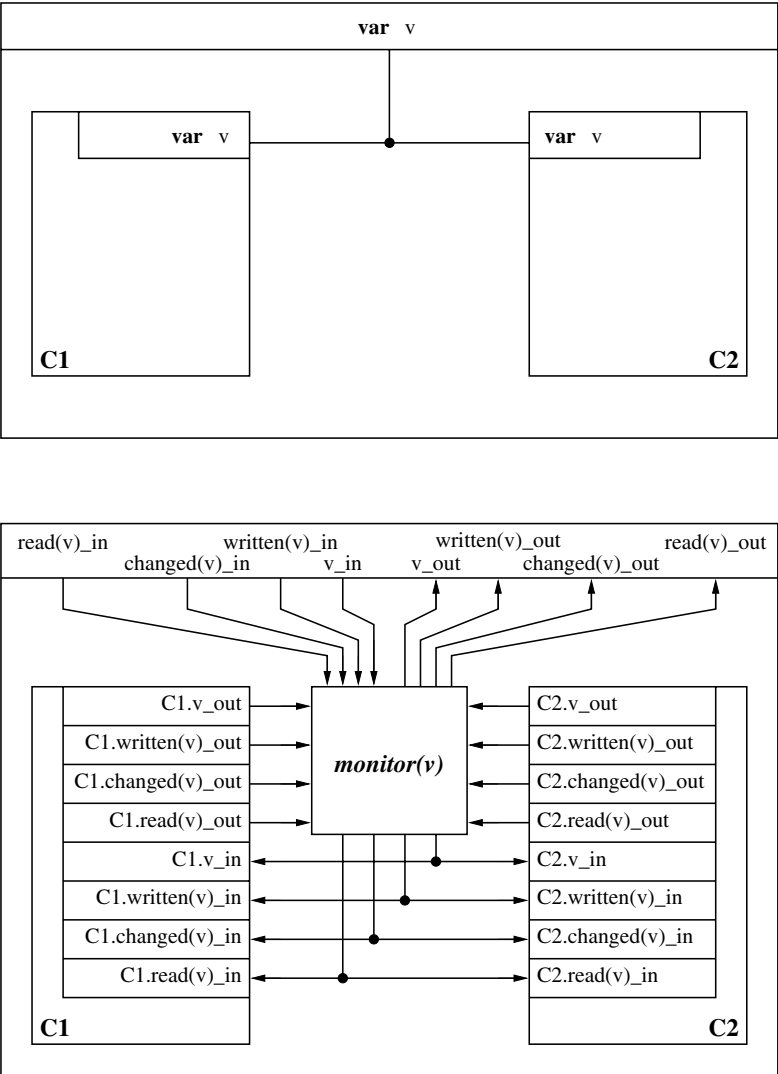 var v
var v var v
C1 C2
read(v)_in written(v)_in written(v)_out read(v)_out
changed(v)_in v_in v_out changed(v)_out
C1.v_out C2.v_out
C1.written(v)_out C2.written(v)_out
monitor(v)
C1.changed(v)_out C2.changed(v)_out
C1.read(v)_out C2.read(v)_out
C1.v_in C2.v_in
C1.written(v)_in C2.written(v)_in
C1.changed(v)_in C2.changed(v)_in
C1.read(v)_in C2.read(v)_in
C1 C2